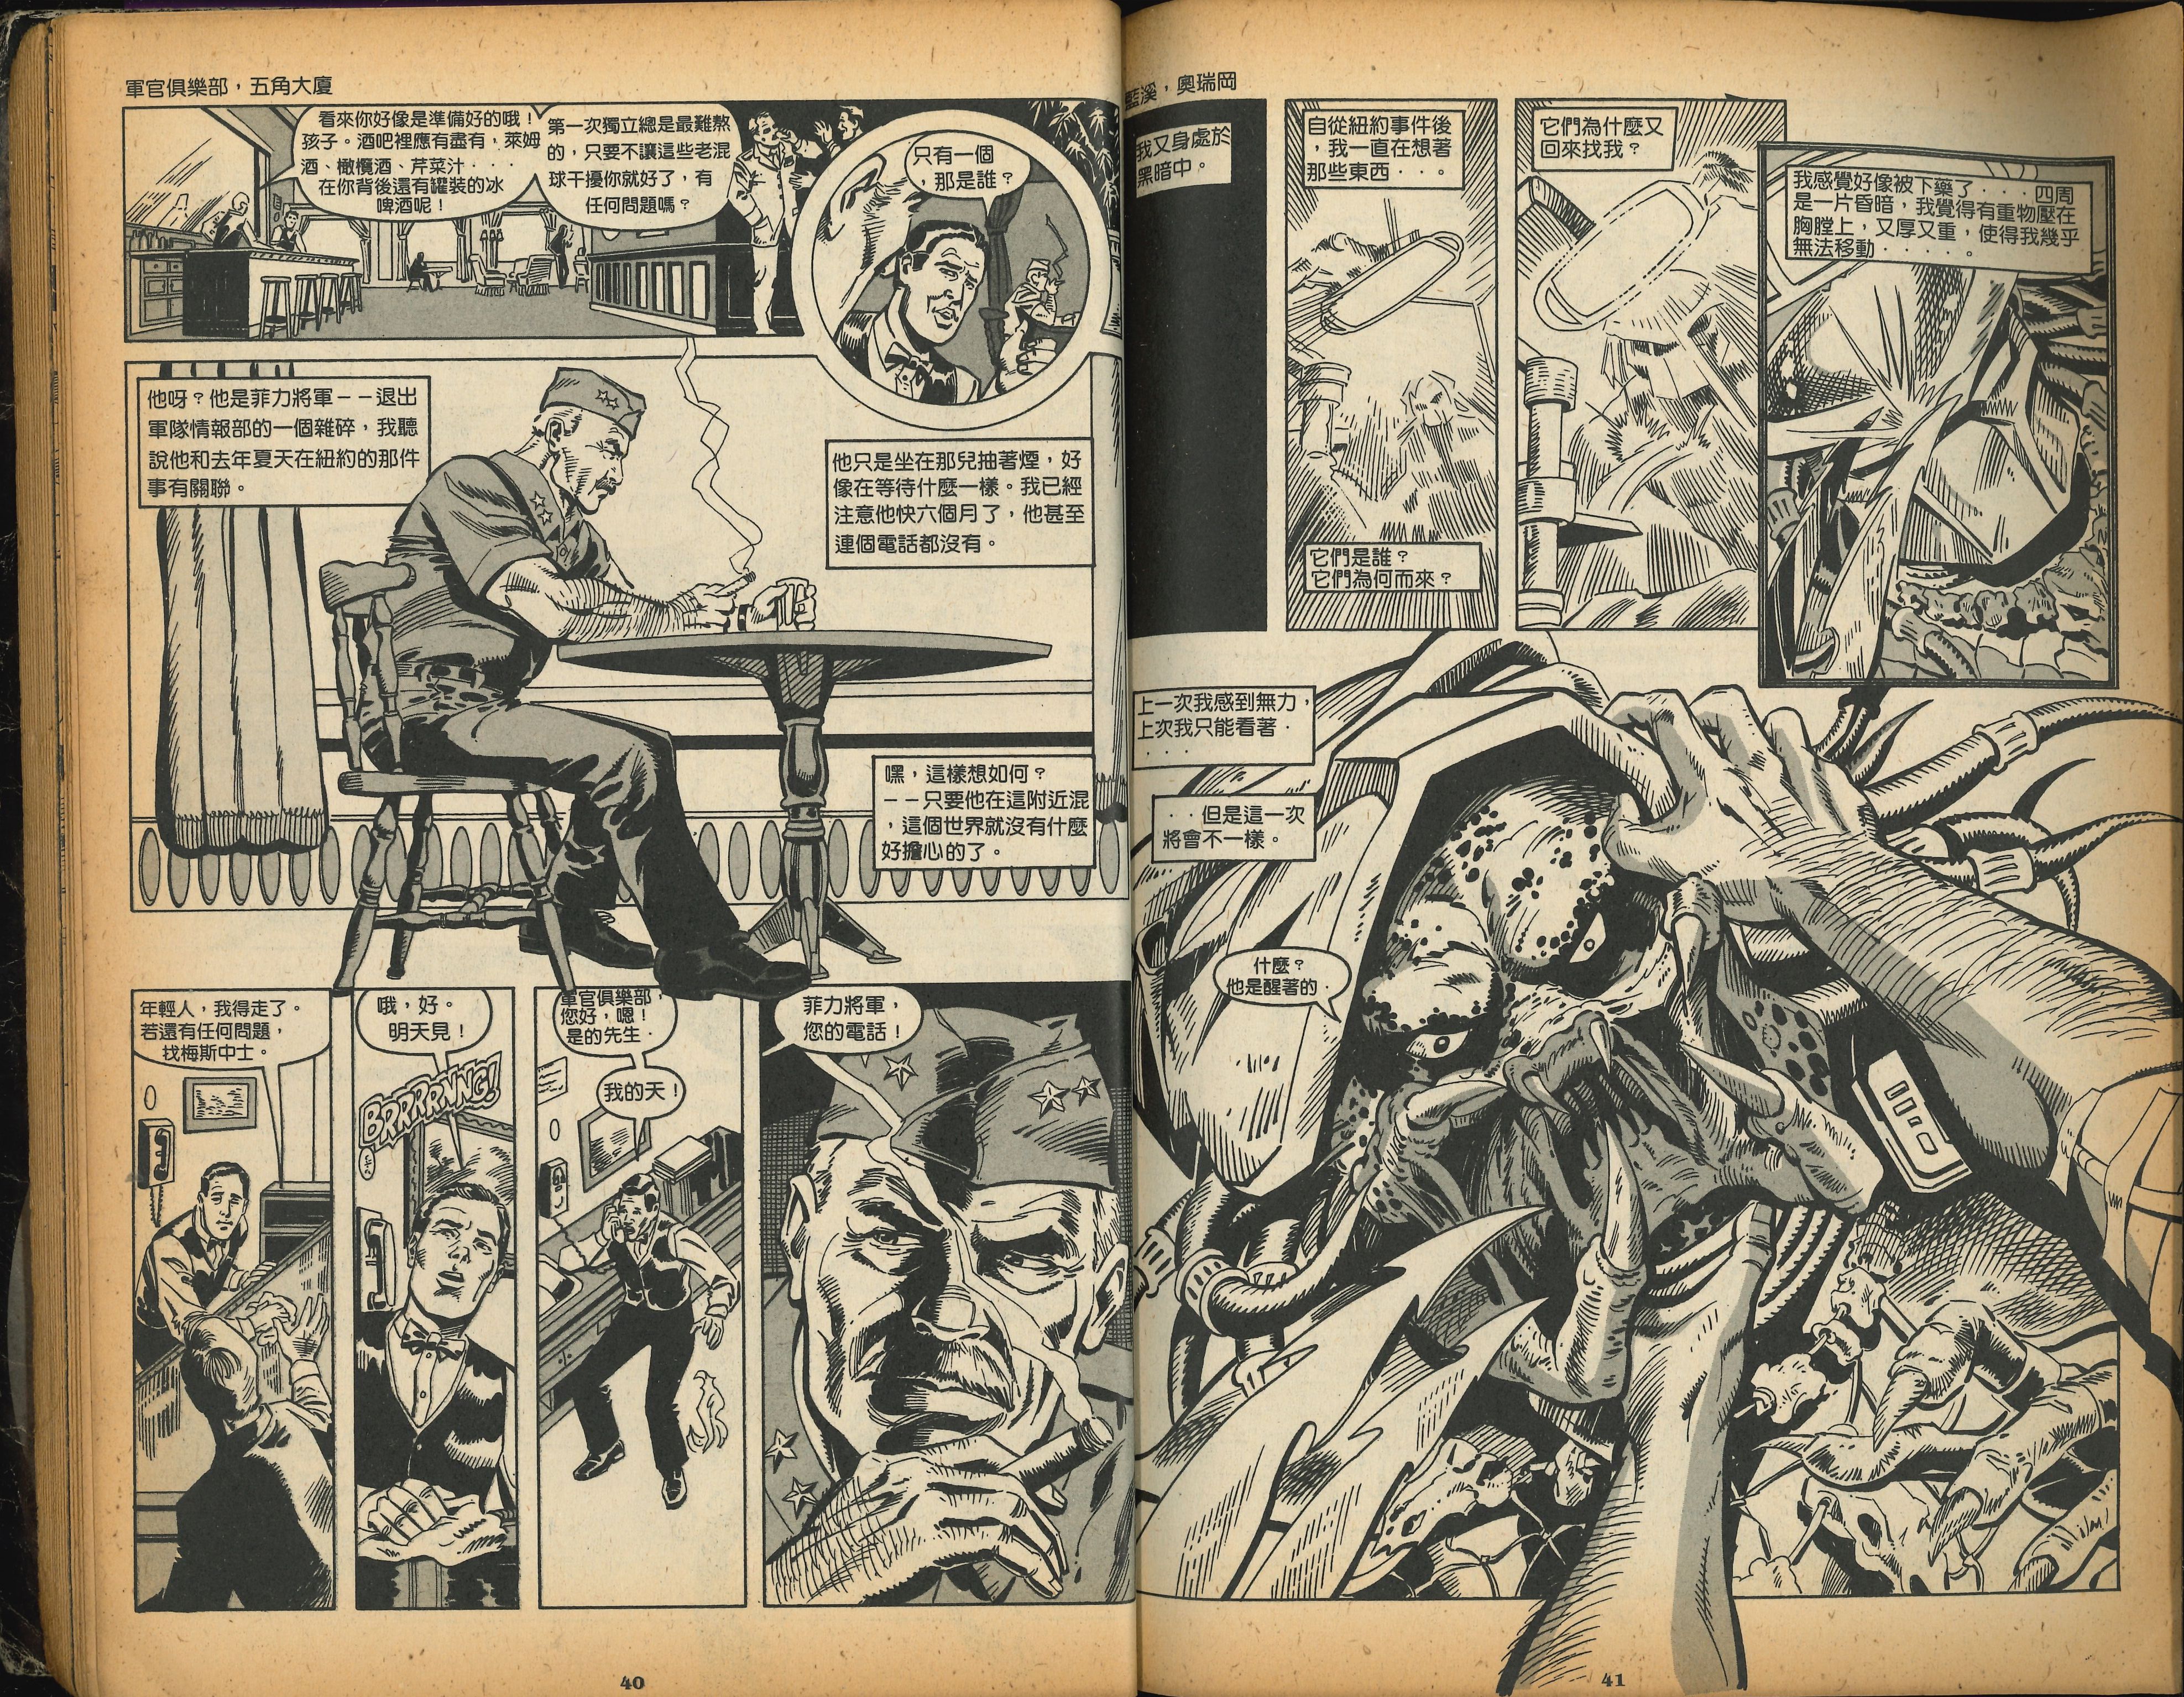 軍官俱樂部，五角大廈
看來你好像是準備好的哦！
孩子。酒吧裡應有盡有，萊姆
酒、橄欖酒、芹菜汁．．．
在你背後還有罐裝的冰
啤酒呢！
第一次獨立總是最難熬
的，只要不讓這些老混
球干擾你就好了，有
任何問題嗎？
只有一個
，那是誰？
他呀？他是菲力將軍－－退出
軍隊情報部的一個雜碎，我聽
說他和去年夏天在紐約的那件
事有關聯。
他只是坐在那兒抽著煙，好
像在等待什麼一樣。我已經
注意他快六個月了，他甚至
連個電話都沒有。
嘿，這樣想如何？
－－只要他在這附近混
，這個世界就沒有什麼
好擔心的了。
年輕人，我得走了。
若還有任何問題，
找梅斯中士。
哦，好。
明天見！
BRRRRNNG!
軍官俱樂部，
您好，嗯！
是的先生．
我的天！
菲力將軍，
您的電話！
40
藍溪，奧瑞岡
我又身處於
黑暗中。
自從紐約事件後
，我一直在想著
那些東西．．。
它們是誰？
它們為何而來？
它們為什麼又
回來找我？
我感覺好像被下藥了．．．四周
是一片昏暗，我覺得有重物壓在
胸膛上，又厚又重，使得我幾乎
無法移動．．．．。
上一次我感到無力，
上次我只能看著．
．．．
．．但是這一次
將會不一樣。
什麼？
他是醒著的．
41